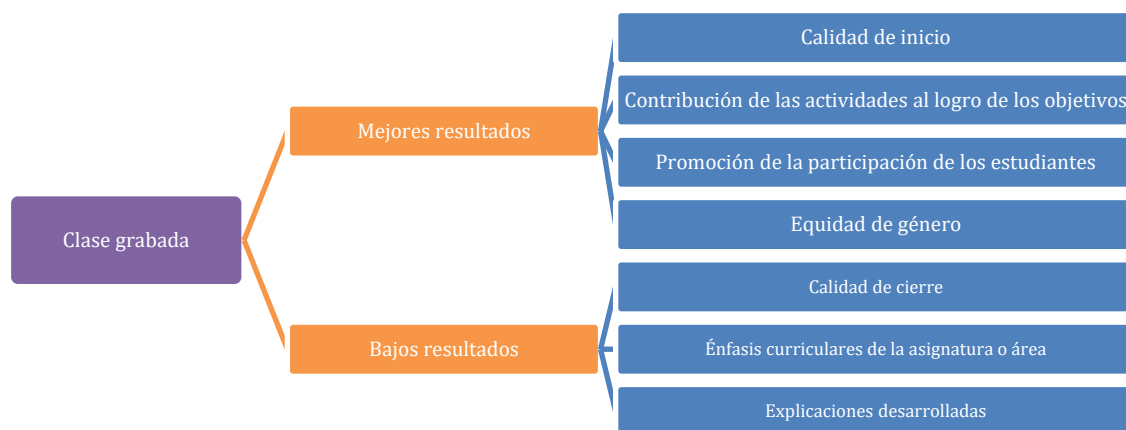 Clase grabada
Mejores resultados
Calidad de inicio
Contribución de las actividades al logro de los objetivos
Promoción de la participación de los estudiantes
Equidad de género
Bajos resultados
Calidad de cierre
Énfasis curriculares de la asignatura o área
Explicaciones desarrolladas